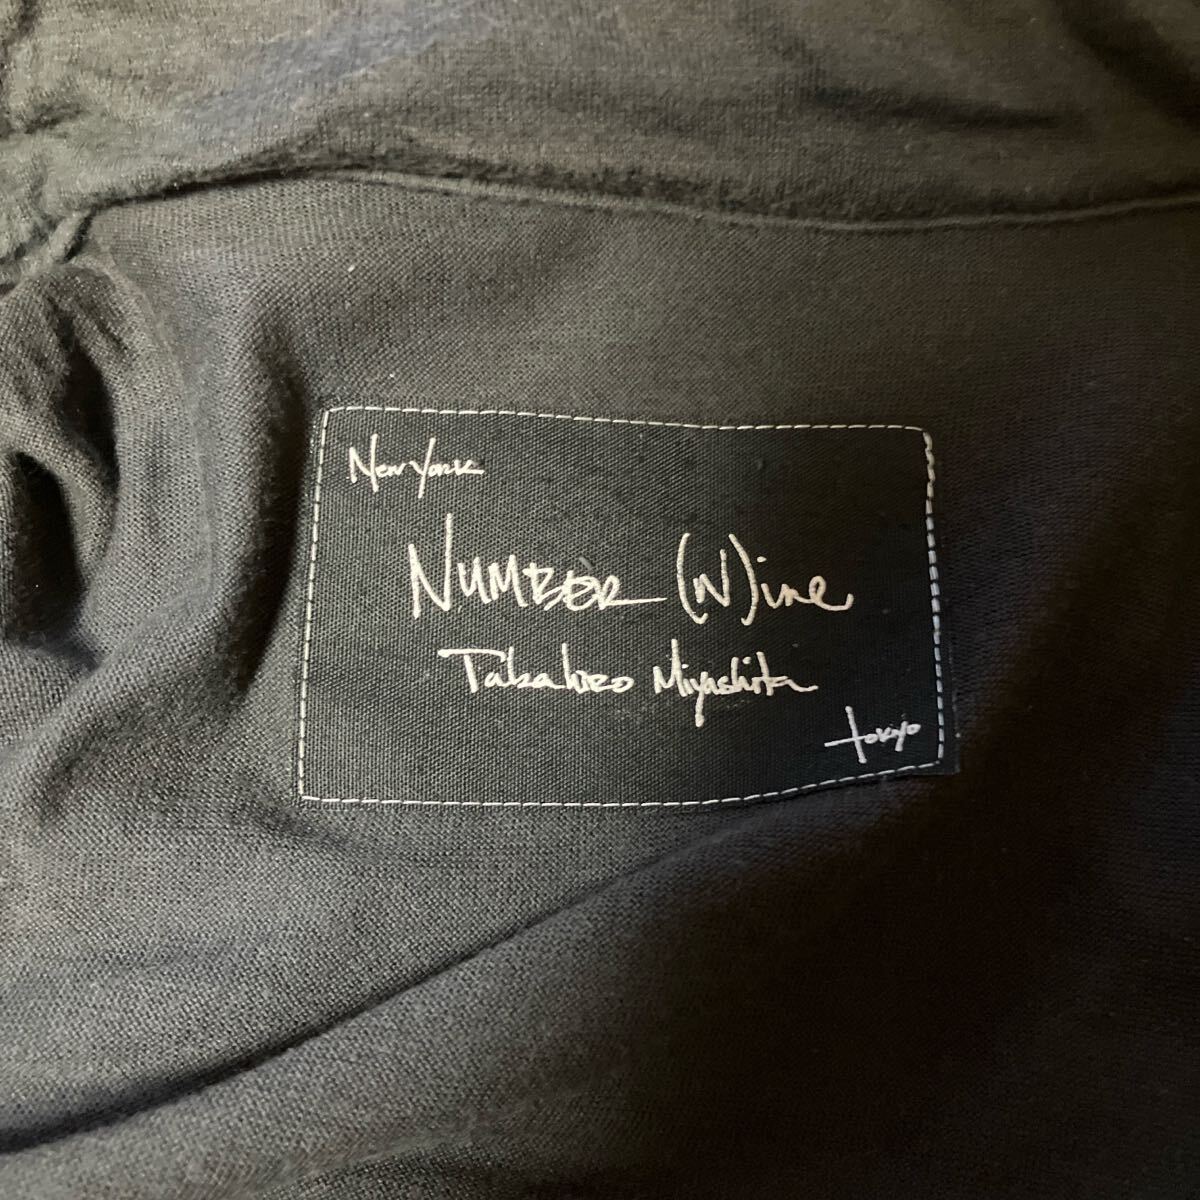 New York
NUMBER (N)ine
Takahiro Miyashita
tokyo